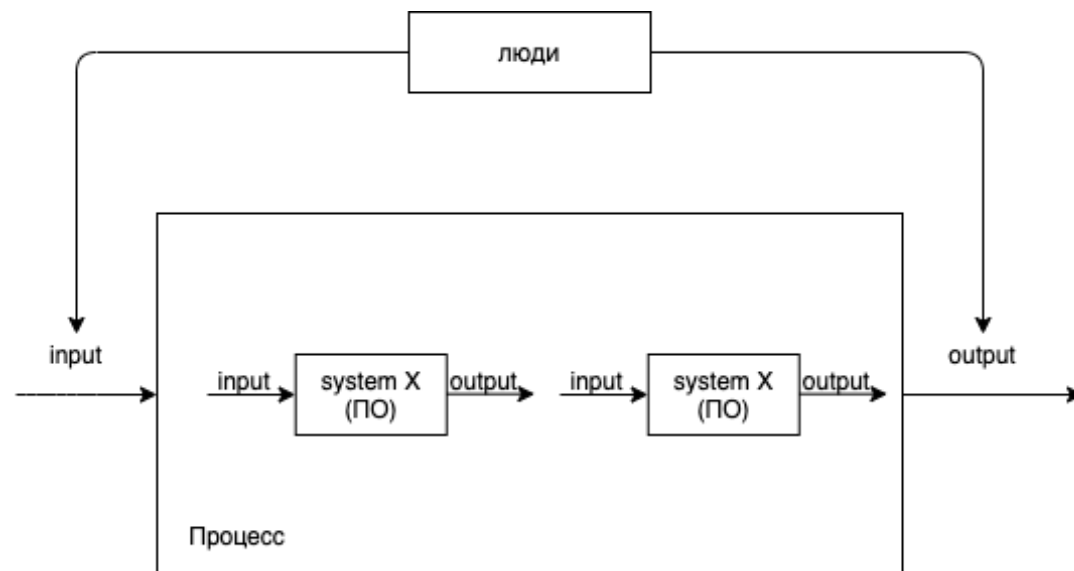 люди
input
output
input
system X
(ПО)
output
input
system X
(ПО)
output
Процесс